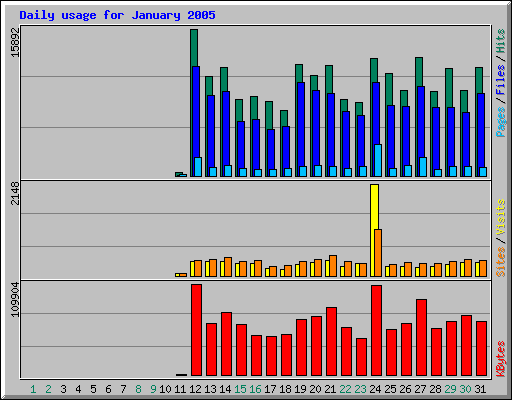 Daily usage for January 2005
15892
Pages / Files / Hits
2148
Sites / Visits
109904
KBytes
1 2 3 4 5 6 7 8 9 10 11 12 13 14 15 16 17 18 19 20 21 22 23 24 25 26 27 28 29 30 31